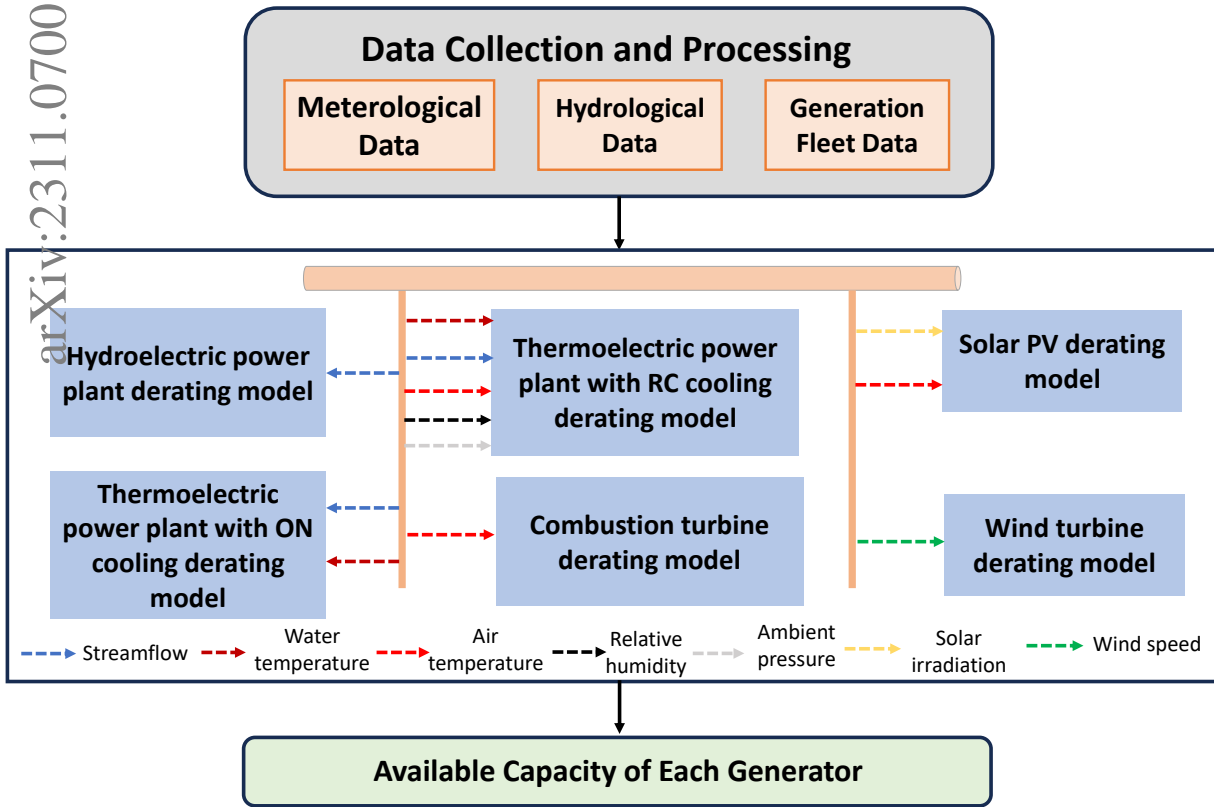 arXiv:2311.0700
Data Collection and Processing
Meterological
Data
Hydrological
Data
Generation
Fleet Data
Hydroelectric power
plant derating model
Thermoelectric power
plant with RC cooling
derating model
Solar PV derating
model
Thermoelectric
power plant with ON
cooling derating
model
Combustion turbine
derating model
Wind turbine
derating model
Streamflow
Water
temperature
Air
temperature
Relative
humidity
Ambient
pressure
Solar
irradiation
Wind speed
Available Capacity of Each Generator